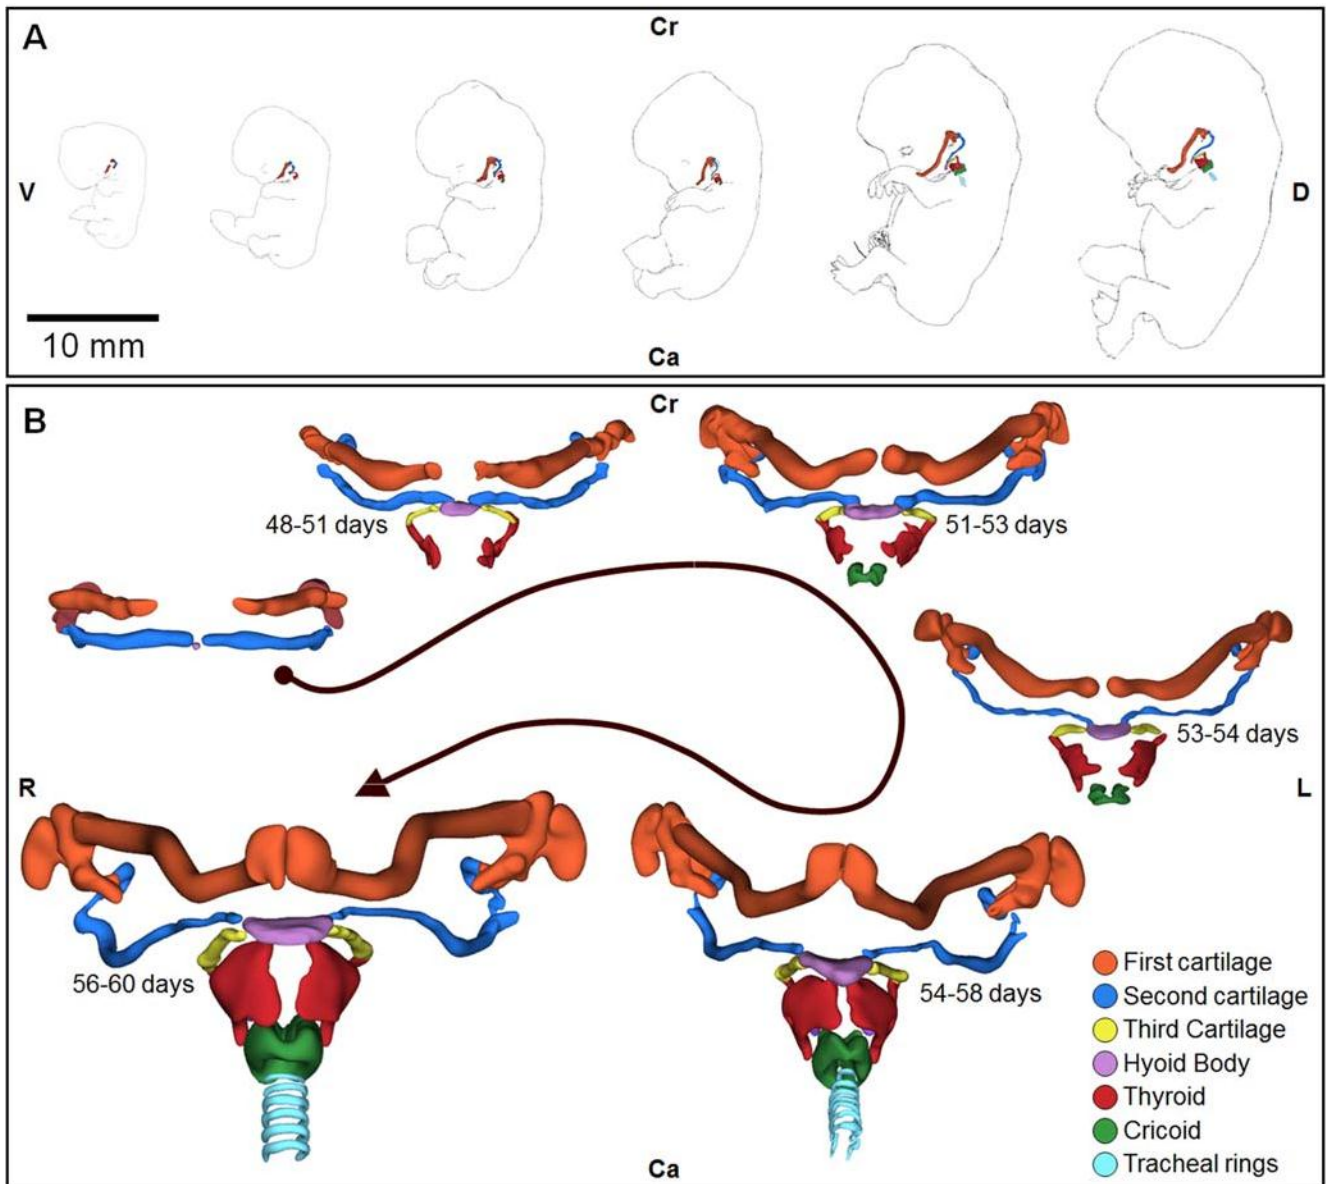 A
Cr
V
D
10 mm
Ca
B
Cr
48-51 days
51-53 days
53-54 days
R
L
56-60 days
54-58 days
First cartilage
Second cartilage
Third Cartilage
Hyoid Body
Thyroid
Cricoid
Tracheal rings
Ca